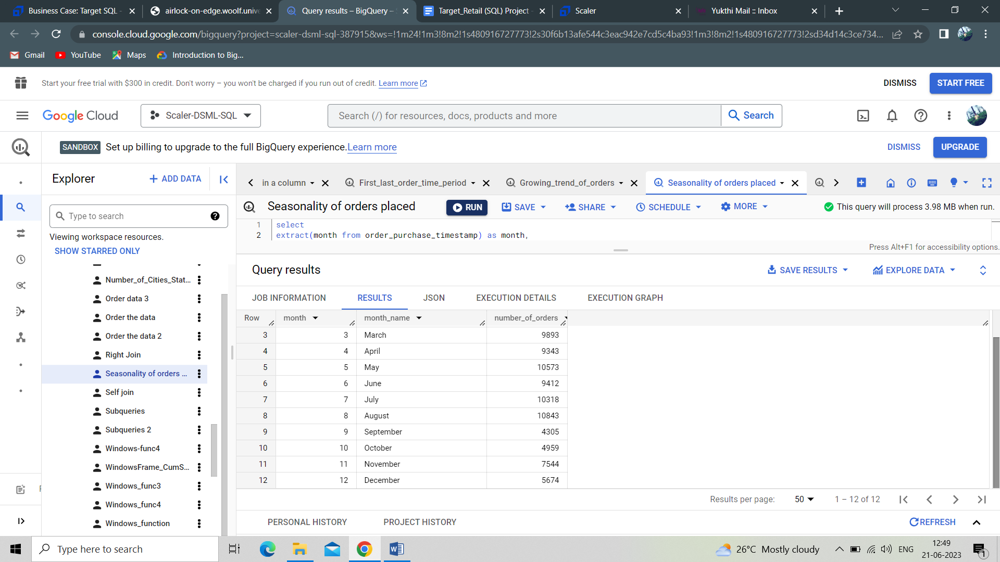 Business Case: Target SQL -
airlock-on-edge.woolf.unive
Query results – BigQuery –
Target_Retail (SQL) Project -
Scaler
Yukthi Mail :: Inbox
console.cloud.google.com/bigquery?project=scaler-dsml-sql-387915&ws=!1m24!1m3!8m2!1s480916727773!2s30f6b13afe544c3eac942e7cd5c4ba93!1m3!8m2!1s480916727773!2sd34d14c3ce734...
Gmail
YouTube
Maps
Introduction to Big...
Start your free trial with $300 in credit. Don't worry – you won't be charged if you run out of credit. Learn more
DISMISS
START FREE
Google Cloud
Scaler-DSML-SQL
Search (/) for resources, docs, products and more
Search
SANDBOX Set up billing to upgrade to the full BigQuery experience. Learn more
DISMISS
UPGRADE
Explorer
+ ADD DATA
in a column
First_last_order_time_period
Growing_trend_of_orders
Seasonality of orders placed
Type to search
Viewing workspace resources.
SHOW STARRED ONLY
Number_of_Cities_Stat...
Order data 3
Order the data
Order the data 2
Right Join
Seasonality of orders ...
Self join
Subqueries
Subqueries 2
Windows-func4
WindowsFrame_CumS...
Windows_func3
Windows_func4
Windows_function
Seasonality of orders placed
RUN
SAVE
SHARE
SCHEDULE
MORE
This query will process 3.98 MB when run.
1 select
2 extract(month from order_purchase_timestamp) as month,
Press Alt+F1 for accessibility options.
Query results
SAVE RESULTS
EXPLORE DATA
JOB INFORMATION
RESULTS
JSON
EXECUTION DETAILS
EXECUTION GRAPH
Row month month_name number_of_orders
3 3 March 9893
4 4 April 9343
5 5 May 10573
6 6 June 9412
7 7 July 10318
8 8 August 10843
9 9 September 4305
10 10 October 4959
11 11 November 7544
12 12 December 5674
Results per page: 50 1 – 12 of 12
PERSONAL HISTORY
PROJECT HISTORY
REFRESH
Type here to search
26°C Mostly cloudy
ENG
12:49
21-06-2023
1